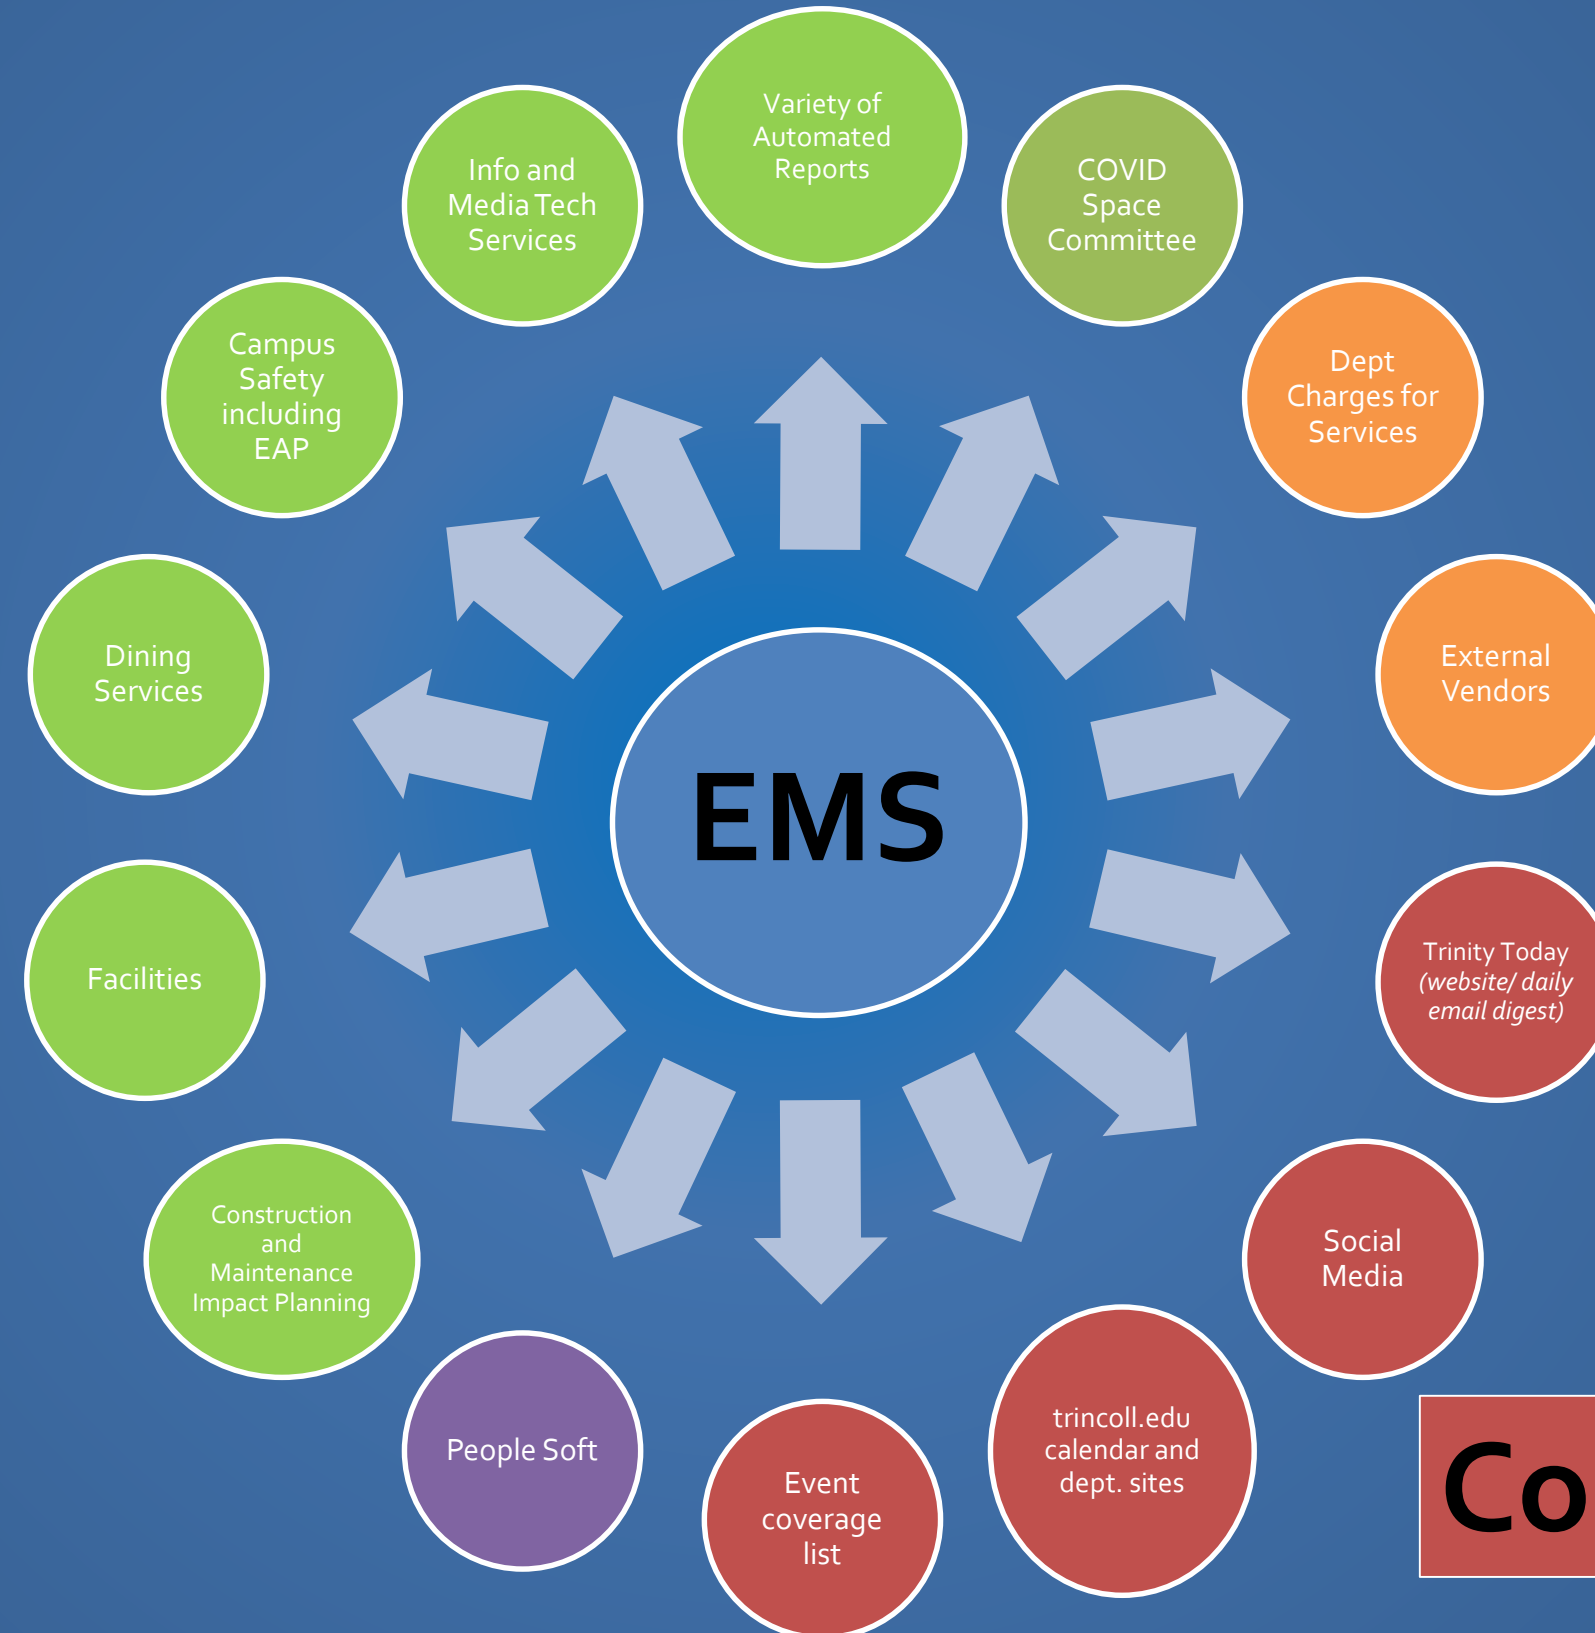 Variety of
Automated
Reports
COVID
Space
Committee
Dept
Charges for
Services
External
Vendors
Trinity Today
(website/ daily
email digest)
Social
Media
trincoll.edu
calendar and
dept. sites
Event
coverage
list
People Soft
Construction
and
Maintenance
Impact Planning
Facilities
Dining
Services
Campus
Safety
including
EAP
Info and
Media Tech
Services
EMS
Co